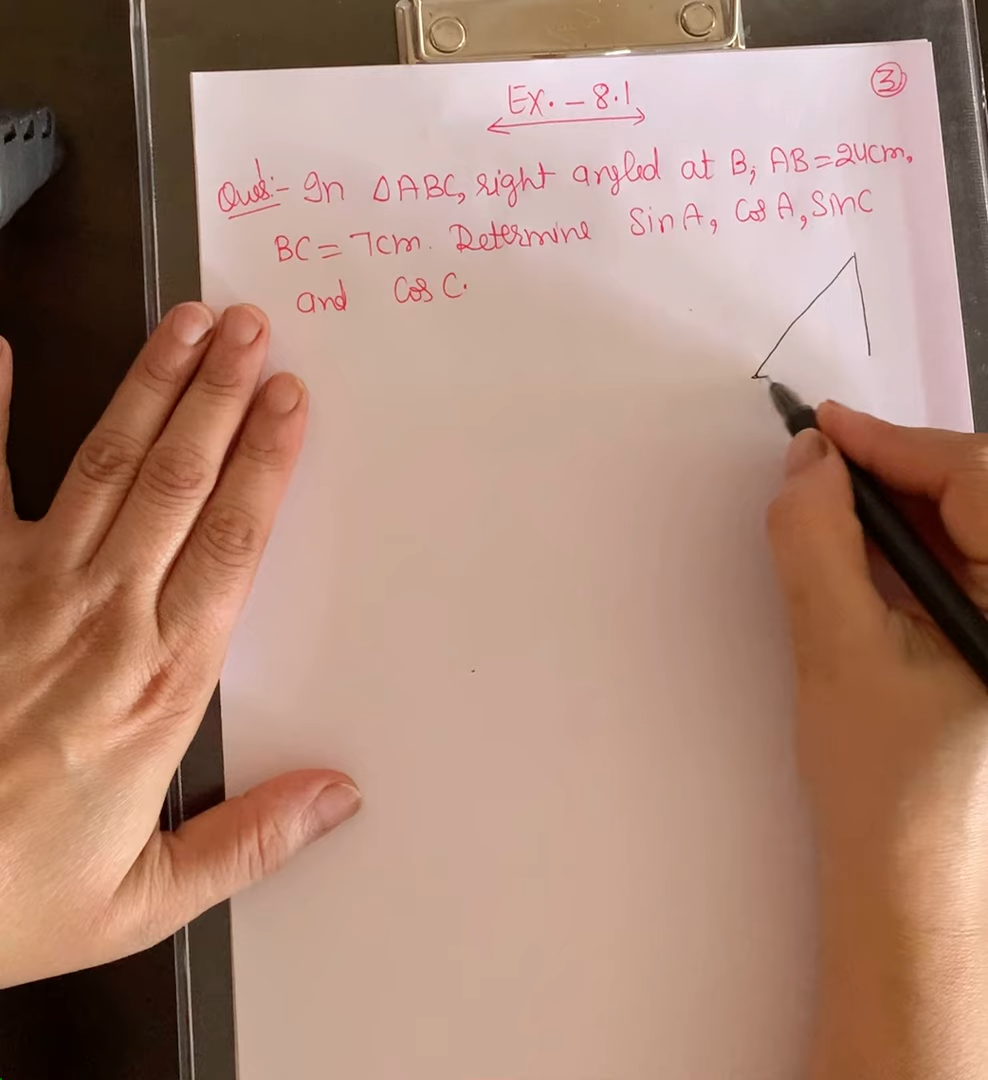 Ex. - 8.1
3
Ques:- In ΔABC, right angled at B; AB = 24cm,
BC = 7cm. Determine Sin A, Cos A, Sin C
and Cos C.